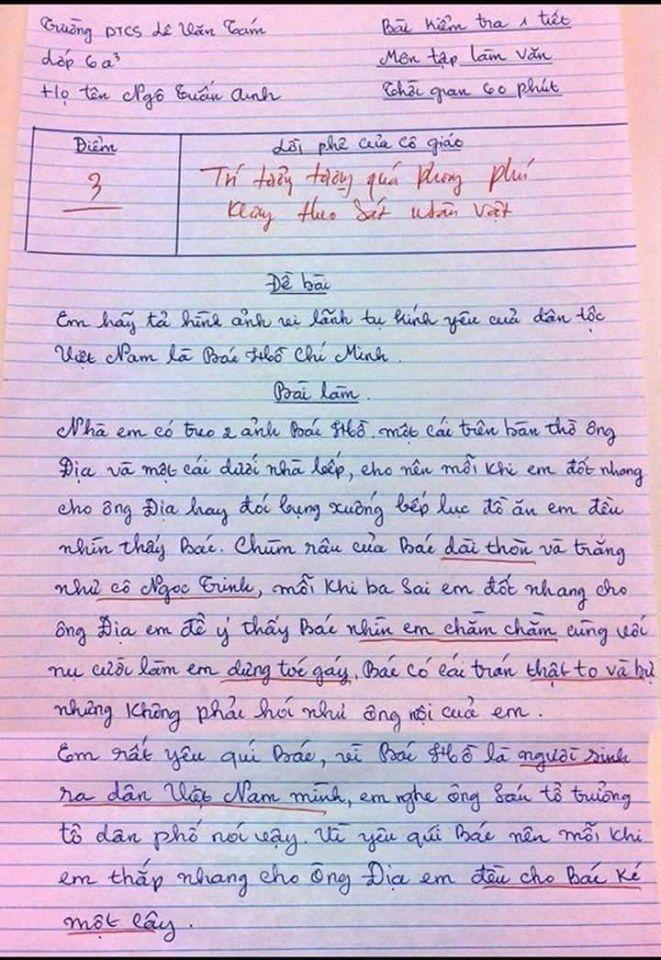 Trường PTCS Lê Văn Tám
Bài kiểm tra 1 tiết
Lớp 6a³
Môn tập làm văn
Họ tên Ngô Tuấn Anh
Thời gian 60 phút
Điểm
Lời phê của cô giáo
3
Trí tưởng tượng quá phong phú
không theo sát nhân vật
Đề bài
Em hãy tả hình ảnh vị lãnh tụ kính yêu của dân tộc
Việt Nam là Bác Hồ Chí Minh.
Bài làm.
Nhà em có treo 2 ảnh Bác Hồ. một cái trên bàn thờ ông
Địa và một cái dưới nhà bếp, cho nên mỗi khi em đốt nhang
cho ông Địa hay đói bụng xuống bếp lục đồ ăn em đều
nhìn thấy Bác. Chùm râu của Bác dài thòn và trắng
như cô Ngọc Trinh, mỗi khi ba sai em đốt nhang cho
ông Địa em để ý thấy Bác nhìn em chăm chăm cùng với
nụ cười làm em dựng toé gáy, Bác có cái trán thật to và bự
nhưng không phải hói như ông nội của em.
Em rất yêu quí Bác, vì Bác Hồ là người sinh
ra dân Việt Nam mình, em nghe ông Sáu tổ trưởng
tổ dân phố nói vậy. Vì yêu qúi Bác nên mỗi khi
em thắp nhang cho Ông Địa em đều cho Bác ké
một cây.